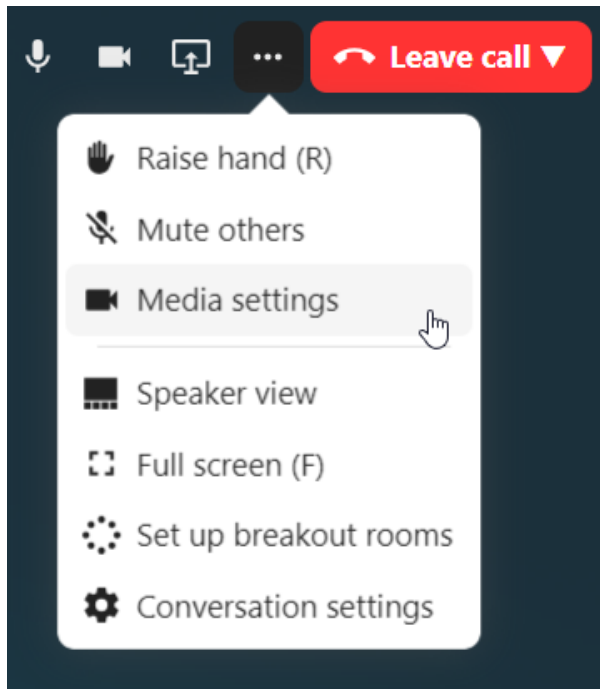 Leave call
Raise hand (R)
Mute others
Media settings
Speaker view
Full screen (F)
Set up breakout rooms
Conversation settings